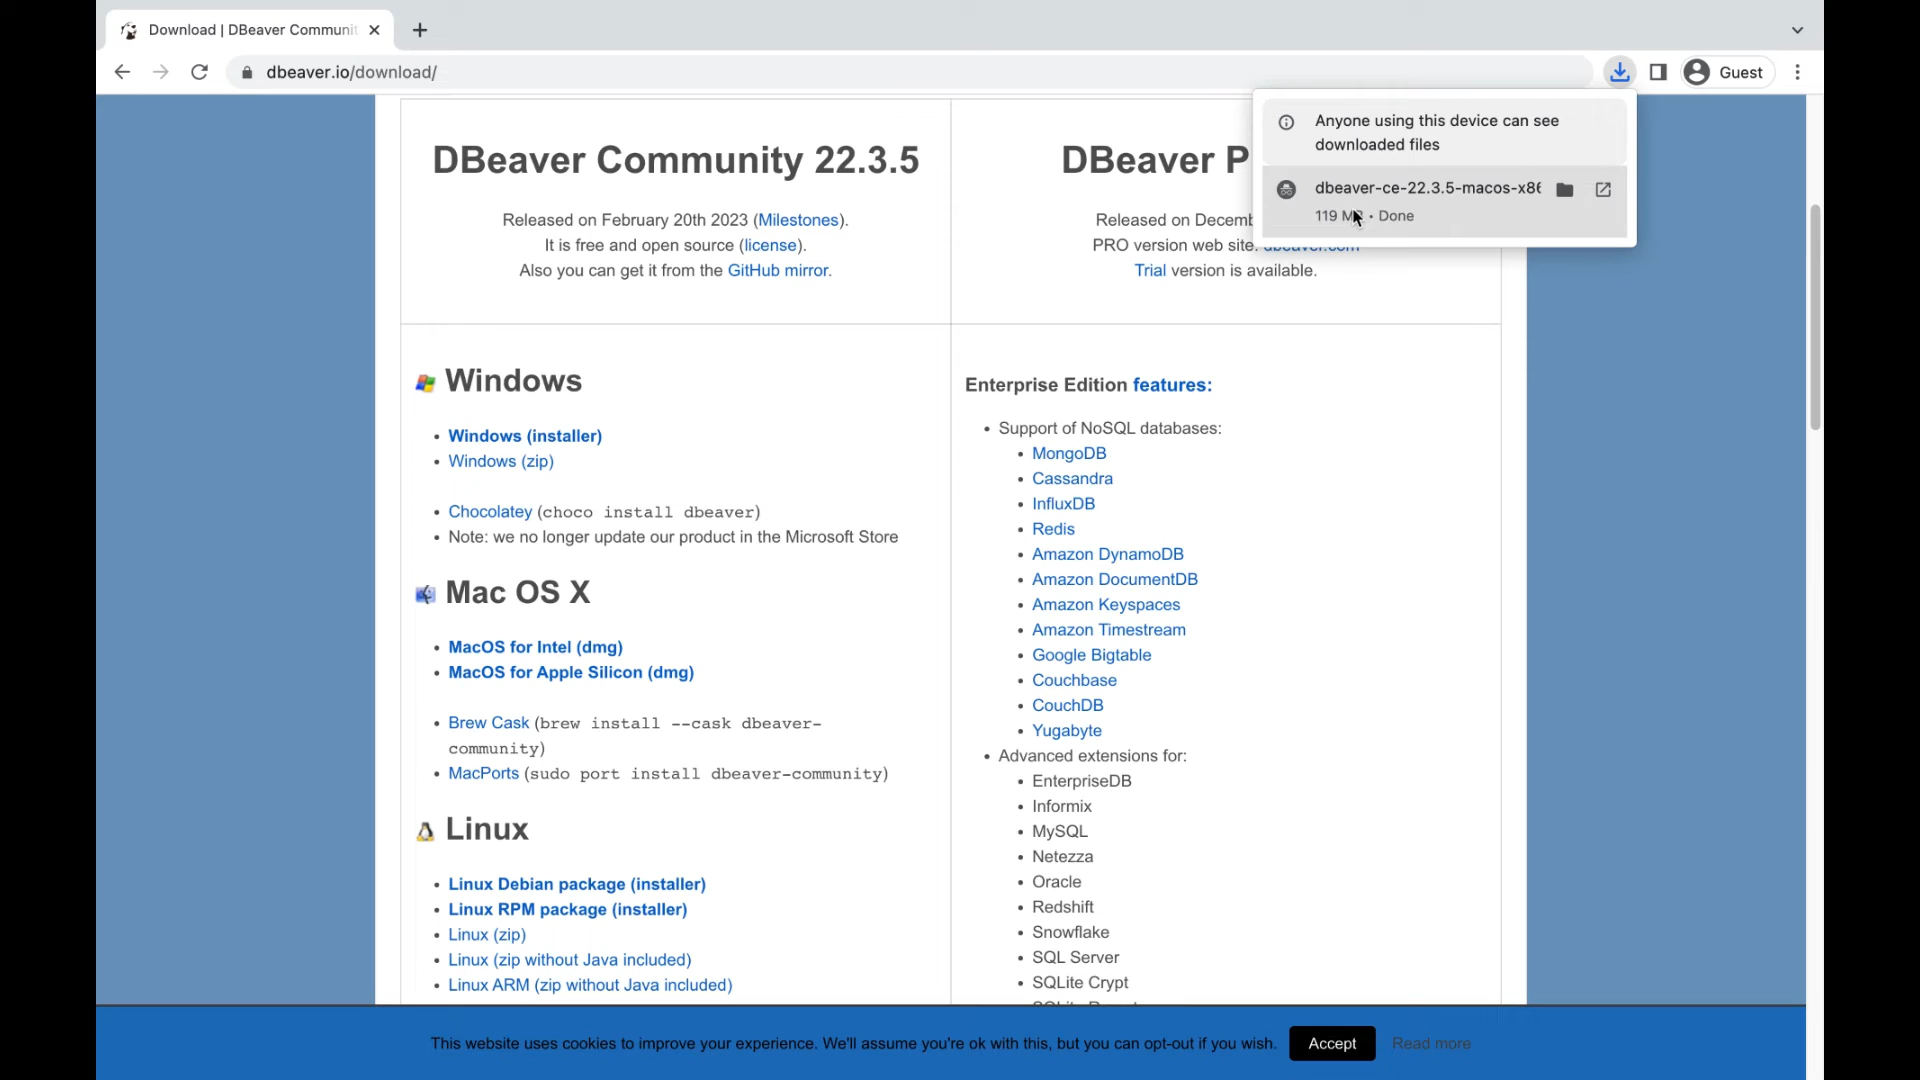 Download | DBeaver Communit
dbeaver.io/download/
Guest
Anyone using this device can see
downloaded files
dbeaver-ce-22.3.5-macos-x86
119 MB • Done
DBeaver Community 22.3.5
Released on February 20th 2023 (Milestones).
It is free and open source (license).
Also you can get it from the GitHub mirror.
DBeaver P
Released on Decemb
PRO version web site: dbeaver.com
Trial version is available.
Windows
• Windows (installer)
• Windows (zip)
• Chocolatey (choco install dbeaver)
• Note: we no longer update our product in the Microsoft Store
Mac OS X
• MacOS for Intel (dmg)
• MacOS for Apple Silicon (dmg)
• Brew Cask (brew install --cask dbeaver-
community)
• MacPorts (sudo port install dbeaver-community)
Linux
• Linux Debian package (installer)
• Linux RPM package (installer)
• Linux (zip)
• Linux (zip without Java included)
• Linux ARM (zip without Java included)
Enterprise Edition features:
• Support of NoSQL databases:
• MongoDB
• Cassandra
• InfluxDB
• Redis
• Amazon DynamoDB
• Amazon DocumentDB
• Amazon Keyspaces
• Amazon Timestream
• Google Bigtable
• Couchbase
• CouchDB
• Yugabyte
• Advanced extensions for:
• EnterpriseDB
• Informix
• MySQL
• Netezza
• Oracle
• Redshift
• Snowflake
• SQL Server
• SQLite Crypt
This website uses cookies to improve your experience. We'll assume you're ok with this, but you can opt-out if you wish.
Accept
Read more